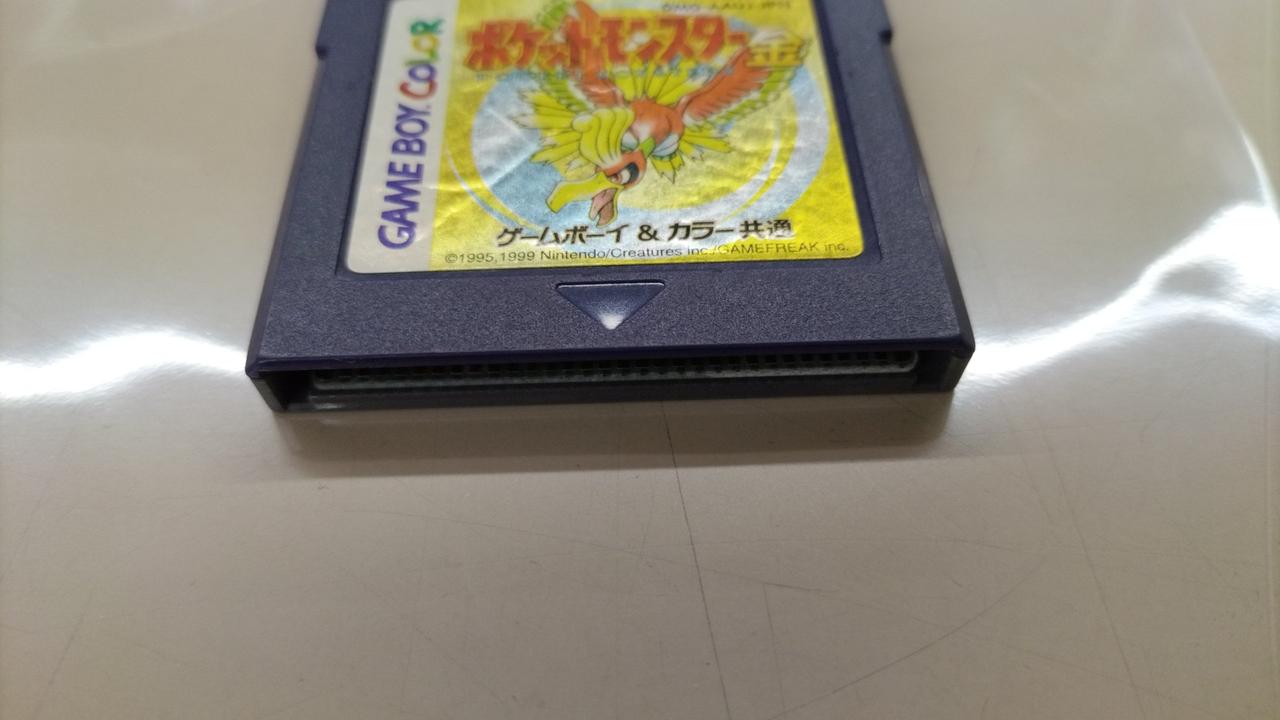 GAME BOY COLOR
ポケットモンスター 金
ゲームボーイ & カラー共通
©1995,1999 Nintendo/Creatures inc./GAMEFREAK inc.